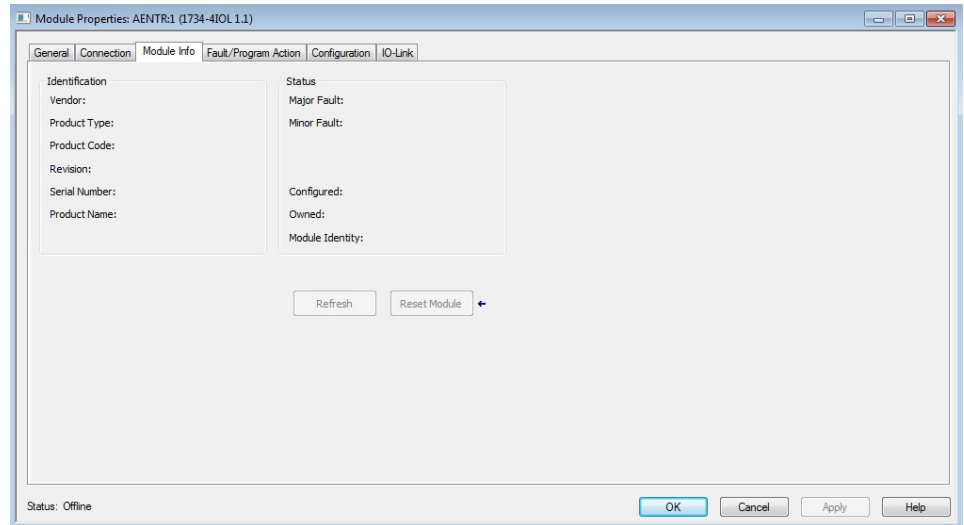 Module Properties: AENTR:1 (1734-4IOL 1.1)
General Connection Module Info Fault/Program Action Configuration IO-Link
Identification
Vendor:
Product Type:
Product Code:
Revision:
Serial Number:
Product Name:
Status
Major Fault:
Minor Fault:
Configured:
Owned:
Module Identity:
Refresh Reset Module
Status: Offline
OK Cancel Apply Help